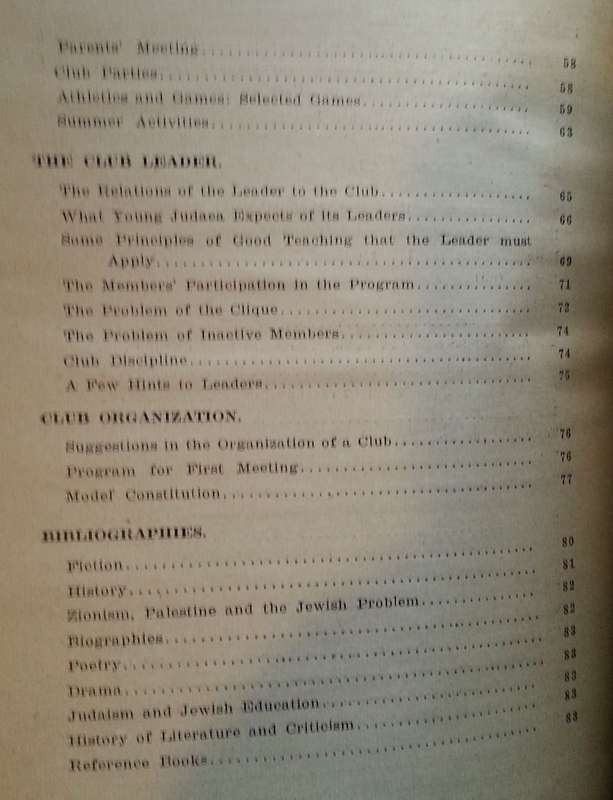 Parents' Meeting 58
Club Parties 58
Athletics and Games; Selected Games 59
Summer Activities 63
THE CLUB LEADER.
The Relations of the Leader to the Club 65
What Young Judaea Expects of its Leaders 66
Some Principles of Good Teaching that the Leader must
Apply 69
The Members' Participation in the Program 71
The Problem of the Clique 72
The Problem of Inactive Members 74
Club Discipline 74
A Few Hints to Leaders 75
CLUB ORGANIZATION.
Suggestions in the Organization of a Club 76
Program for First Meeting 76
Model Constitution 77
BIBLIOGRAPHIES.
Fiction 80
History 81
Zionism, Palestine and the Jewish Problem 82
Biographies 82
Poetry 83
Drama 83
Judaism and Jewish Education 83
History of Literature and Criticism 83
Reference Books 83